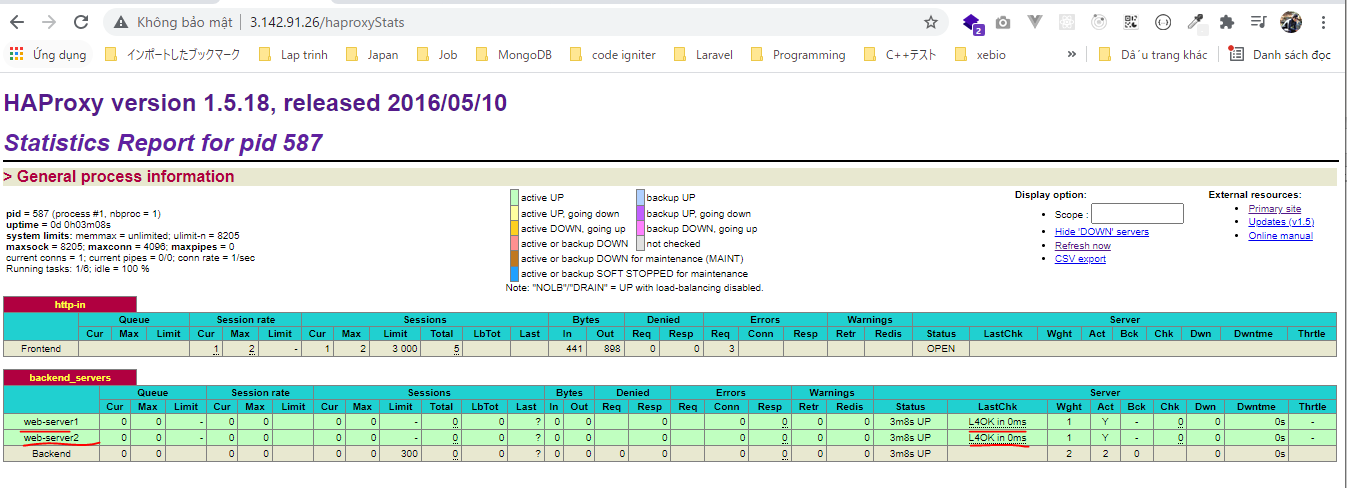 Không bảo mật | 3.142.91.26/haproxyStats
2
Ứng dụng インポートしたブックマーク Lap trinh Japan Job MongoDB code igniter Laravel Programming C++テスト xebio » Dấu trang khác Danh sách đọc
HAProxy version 1.5.18, released 2016/05/10
Statistics Report for pid 587
> General process information
pid = 587 (process #1, nbproc = 1)
uptime = 0d 0h03m08s
system limits: memmax = unlimited; ulimit-n = 8205
maxsock = 8205; maxconn = 4096; maxpipes = 0
current conns = 1; current pipes = 0/0; conn rate = 1/sec
Running tasks: 1/6; idle = 100 %
active UP backup UP
active UP, going down backup UP, going down
active DOWN, going up backup DOWN, going up
active or backup DOWN not checked
active or backup DOWN for maintenance (MAINT)
active or backup SOFT STOPPED for maintenance
Note: "NOLB"/"DRAIN" = UP with load-balancing disabled.
Display option:
• Scope :
• Hide 'DOWN' servers
• Refresh now
• CSV export
External resources:
• Primary site
• Updates (v1.5)
• Online manual
http-in
Queue Session rate Sessions Bytes Denied Errors Warnings Server
Cur Max Limit Cur Max Limit Cur Max Limit Total LbTot Last In Out Req Resp Req Conn Resp Retr Redis Status LastChk Wght Act Bck Chk Dwn Dwntme Thrtle
Frontend 1 2 - 1 2 3 000 5 441 898 0 0 3 OPEN
backend_servers
Queue Session rate Sessions Bytes Denied Errors Warnings Server
Cur Max Limit Cur Max Limit Cur Max Limit Total LbTot Last In Out Req Resp Req Conn Resp Retr Redis Status LastChk Wght Act Bck Chk Dwn Dwntme Thrtle
web-server1 0 0 - 0 0 0 0 - 0 0 ? 0 0 0 0 0 0 0 3m8s UP L4OK in 0ms 1 Y - 0 0 0s -
web-server2 0 0 - 0 0 0 0 - 0 0 ? 0 0 0 0 0 0 0 3m8s UP L4OK in 0ms 1 Y - 0 0 0s -
Backend 0 0 0 0 0 0 300 0 0 ? 0 0 0 0 0 0 0 0 3m8s UP 2 2 0 0 0s